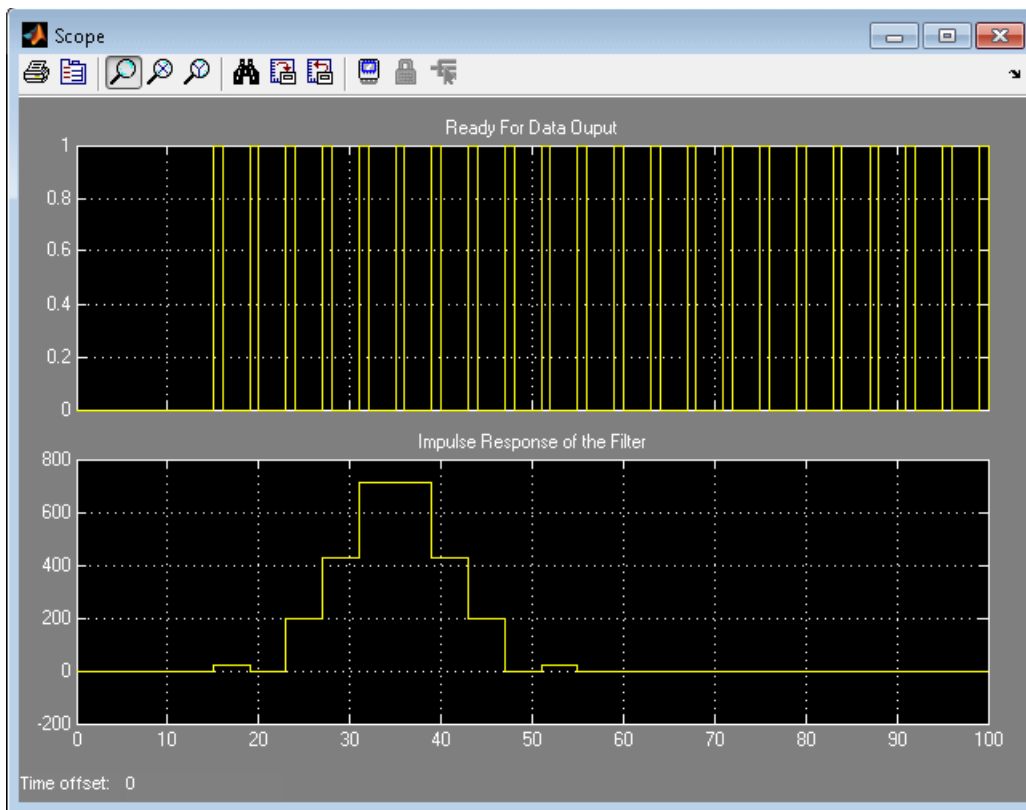 Scope
Ready For Data Ouput
1
0.8
0.6
0.4
0.2
0
Impulse Response of the Filter
800
600
400
200
0
-200
0 10 20 30 40 50 60 70 80 90 100
Time offset: 0